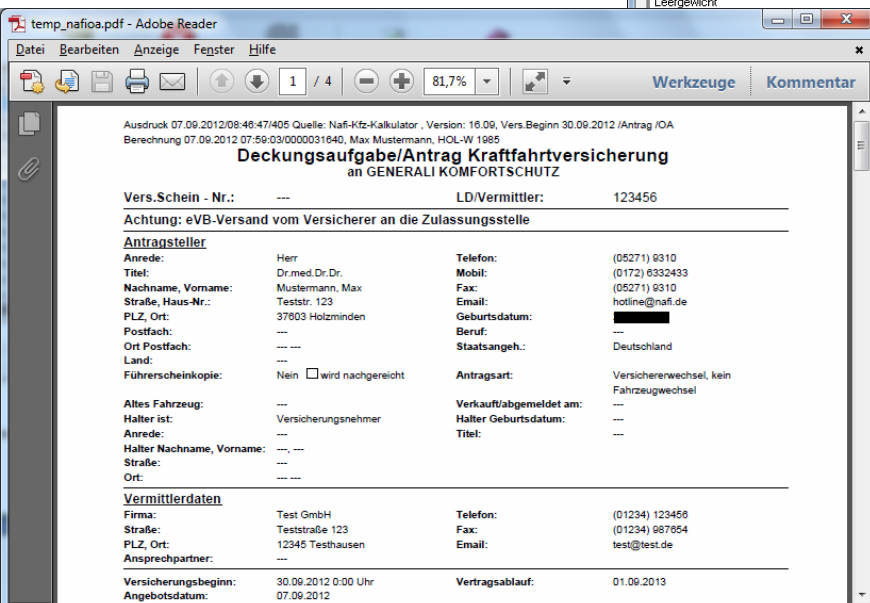 Leergewicht
temp_nafioa.pdf - Adobe Reader
Datei Bearbeiten Anzeige Fenster Hilfe
1 / 4 81,7% Werkzeuge Kommentar
Ausdruck 07.09.2012/08:46:47/405 Quelle: Nafi-Kfz-Kalkulator , Version: 16.09, Vers.Beginn 30.09.2012 /Antrag /OA
Berechnung 07.09.2012 07:59:03/0000031640, Max Mustermann, HOL-W 1985
Deckungsaufgabe/Antrag Kraftfahrtversicherung
an GENERALI KOMFORTSCHUTZ
Vers.Schein - Nr.: --- LD/Vermittler: 123456
Achtung: eVB-Versand vom Versicherer an die Zulassungsstelle
Antragsteller
Anrede: Herr Telefon: (05271) 9310
Titel: Dr.med.Dr.Dr. Mobil: (0172) 6332433
Nachname, Vorname: Mustermann, Max Fax: (05271) 9310
Straße, Haus-Nr.: Teststr. 123 Email: hotline@nafi.de
PLZ, Ort: 37603 Holzminden Geburtsdatum:
Postfach: --- Beruf: ---
Ort Postfach: --- --- Staatsangeh.: Deutschland
Land: ---
Führerscheinkopie: Nein wird nachgereicht Antragsart: Versichererwechsel, kein
Fahrzeugwechsel
Altes Fahrzeug: --- Verkauft/abgemeldet am: ---
Halter ist: Versicherungsnehmer Halter Geburtsdatum: ---
Anrede: --- Titel: ---
Halter Nachname, Vorname: ---, ---
Straße: ---
Ort: --- ---
Vermittlerdaten
Firma: Test GmbH Telefon: (01234) 123456
Straße: Teststraße 123 Fax: (01234) 987654
PLZ, Ort: 12345 Testhausen Email: test@test.de
Ansprechpartner: ---
Versicherungsbeginn: 30.09.2012 0:00 Uhr Vertragsablauf: 01.09.2013
Angebotsdatum: 07.09.2012